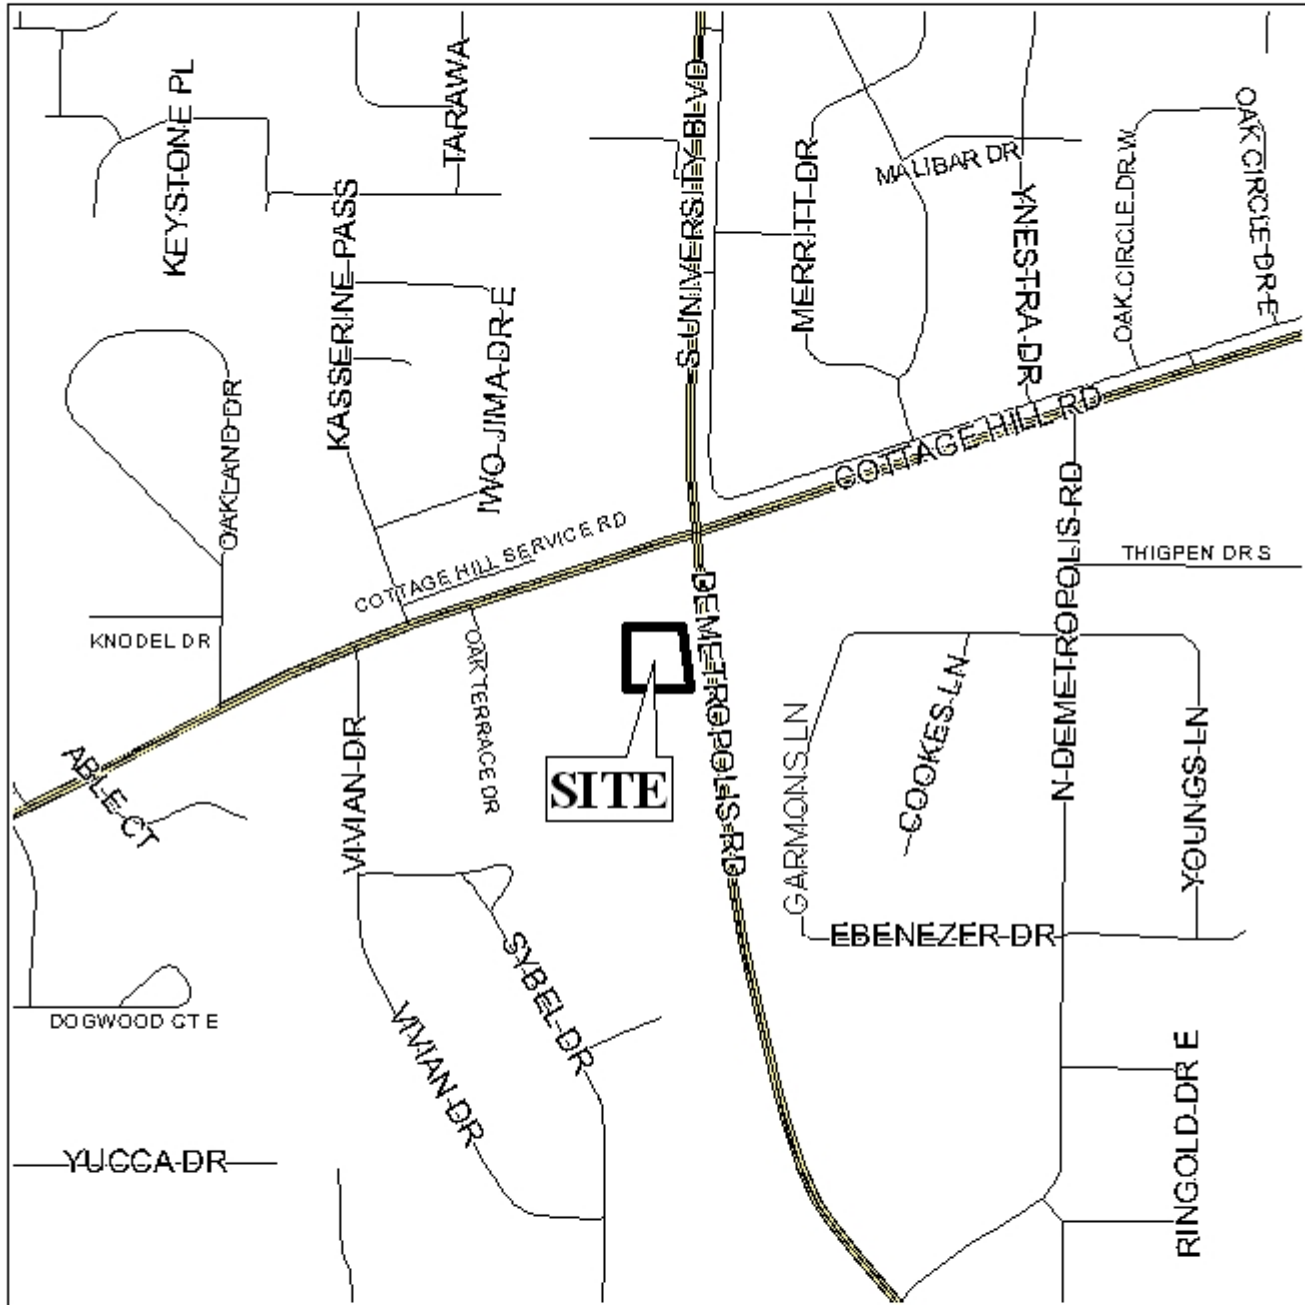 KEYSTONE PL
TARAWA
S UNIVERSITY BLVD
MERRITT DR
MALIBAR DR
YNESTRA DR
OAK CIRCLE DR W
OAK CIRCLE DR E
KASSERINE PASS
IWO JIMA DR E
OAKLAND DR
COTTAGE HILL RD
COTTAGE HILL SERVICE RD
N DEMETROPOLIS RD
THIGPEN DR S
KNODEL DR
OAK TERRACE DR
DEMETROPOLIS RD
SITE
ABLE CT
VIVIAN DR
GARMONS LN
COOKES LN
YOUNGS LN
EBENEZER DR
SYBEL DR
DOGWOOD CT E
VIVIAN DR
YUCCA DR
RINGOLD DR E